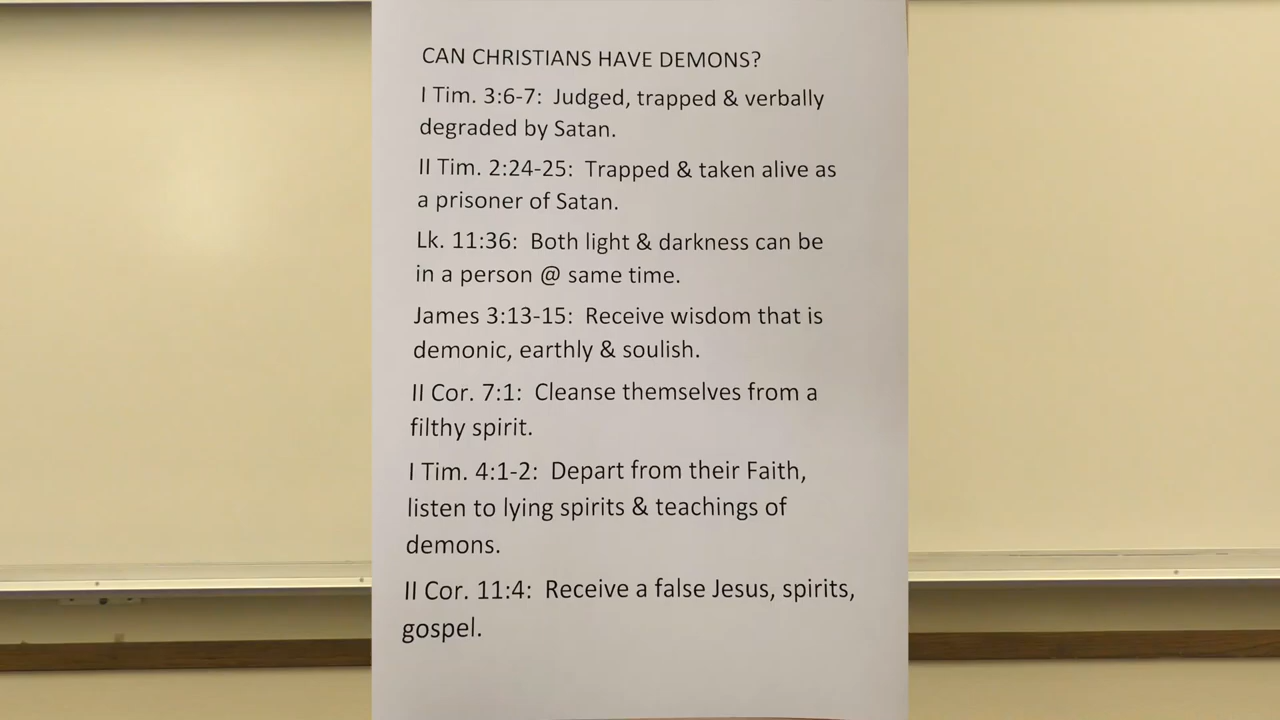 CAN CHRISTIANS HAVE DEMONS?
I Tim. 3:6-7: Judged, trapped & verbally
degraded by Satan.
II Tim. 2:24-25: Trapped & taken alive as
a prisoner of Satan.
Lk. 11:36: Both light & darkness can be
in a person @ same time.
James 3:13-15: Receive wisdom that is
demonic, earthly & soulish.
II Cor. 7:1: Cleanse themselves from a
filthy spirit.
I Tim. 4:1-2: Depart from their Faith,
listen to lying spirits & teachings of
demons.
II Cor. 11:4: Receive a false Jesus, spirits,
gospel.